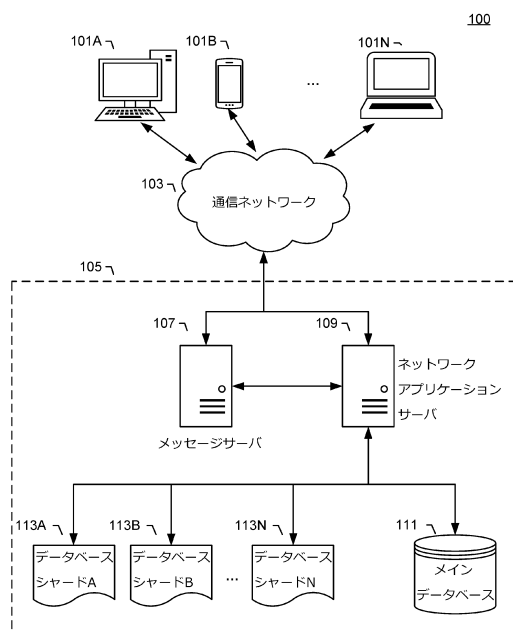 100
101A
101B
101N
...
103
通信ネットワーク
105
107
109
ネットワーク
アプリケーション
サーバ
メッセージサーバ
113A
113B
113N
111
データベース
シャードA
データベース
シャードB
...
データベース
シャードN
メイン
データベース